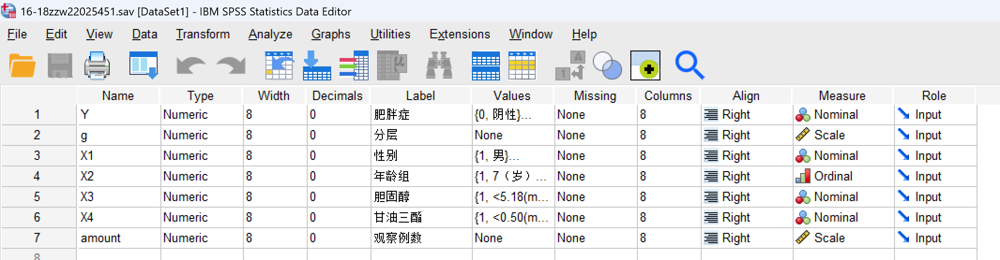 16-18zzw22025451.sav [DataSet1] - IBM SPSS Statistics Data Editor
File Edit View Data Transform Analyze Graphs Utilities Extensions Window Help
Name Type Width Decimals Label Values Missing Columns Align Measure Role
1 Y Numeric 8 0 肥胖症 {0, 阴性}... None 8 Right Nominal Input
2 g Numeric 8 0 分层 None None 8 Right Scale Input
3 X1 Numeric 8 0 性别 {1, 男}... None 8 Right Nominal Input
4 X2 Numeric 8 0 年龄组 {1, 7（岁）... None 8 Right Ordinal Input
5 X3 Numeric 8 0 胆固醇 {1, <5.18(m... None 8 Right Nominal Input
6 X4 Numeric 8 0 甘油三酯 {1, <0.50(m... None 8 Right Nominal Input
7 amount Numeric 8 0 观察例数 None None 8 Right Scale Input
8